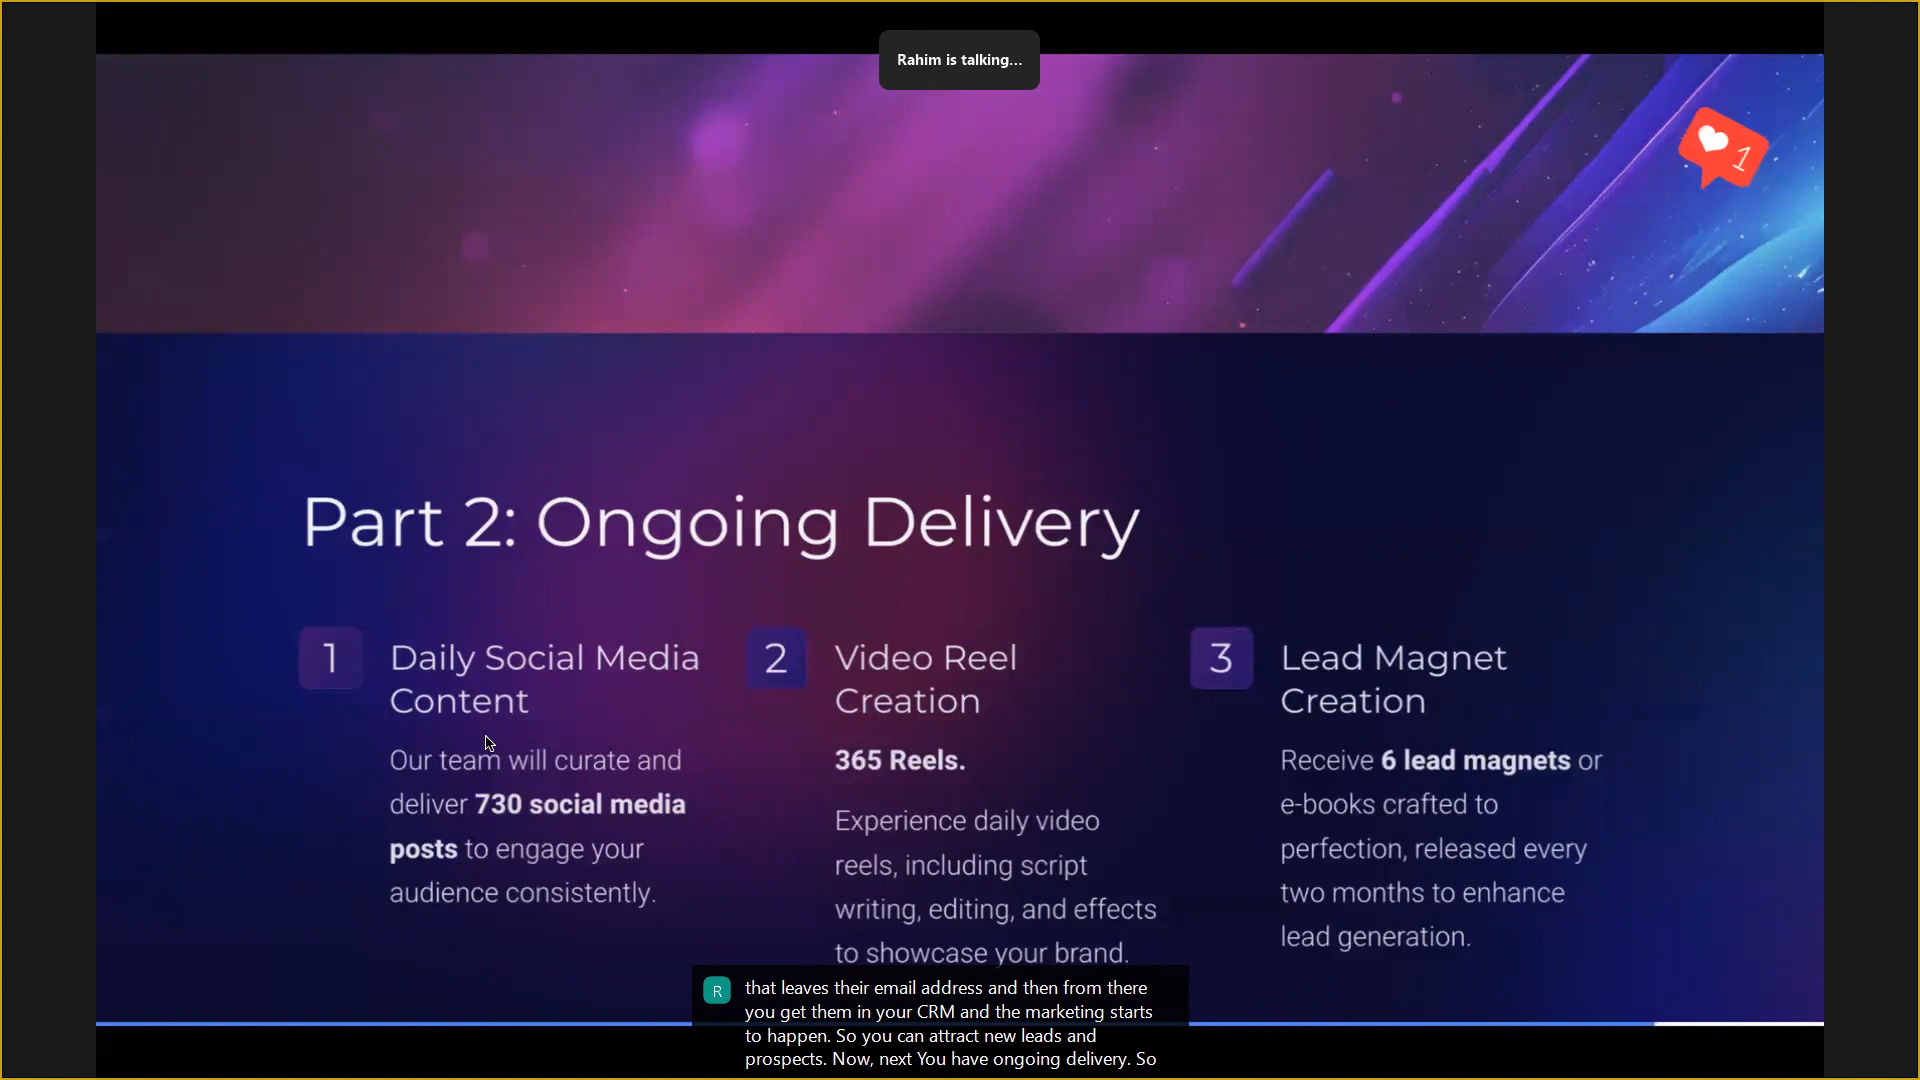 Rahim is talking...
1
Part 2: Ongoing Delivery
1
Daily Social Media
Content
Our team will curate and
deliver 730 social media
posts to engage your
audience consistently.
2
Video Reel
Creation
365 Reels.
Experience daily video
reels, including script
writing, editing, and effects
to showcase your brand.
3
Lead Magnet
Creation
Receive 6 lead magnets or
e-books crafted to
perfection, released every
two months to enhance
lead generation.
R
that leaves their email address and then from there
you get them in your CRM and the marketing starts
to happen. So you can attract new leads and
prospects. Now, next You have ongoing delivery. So